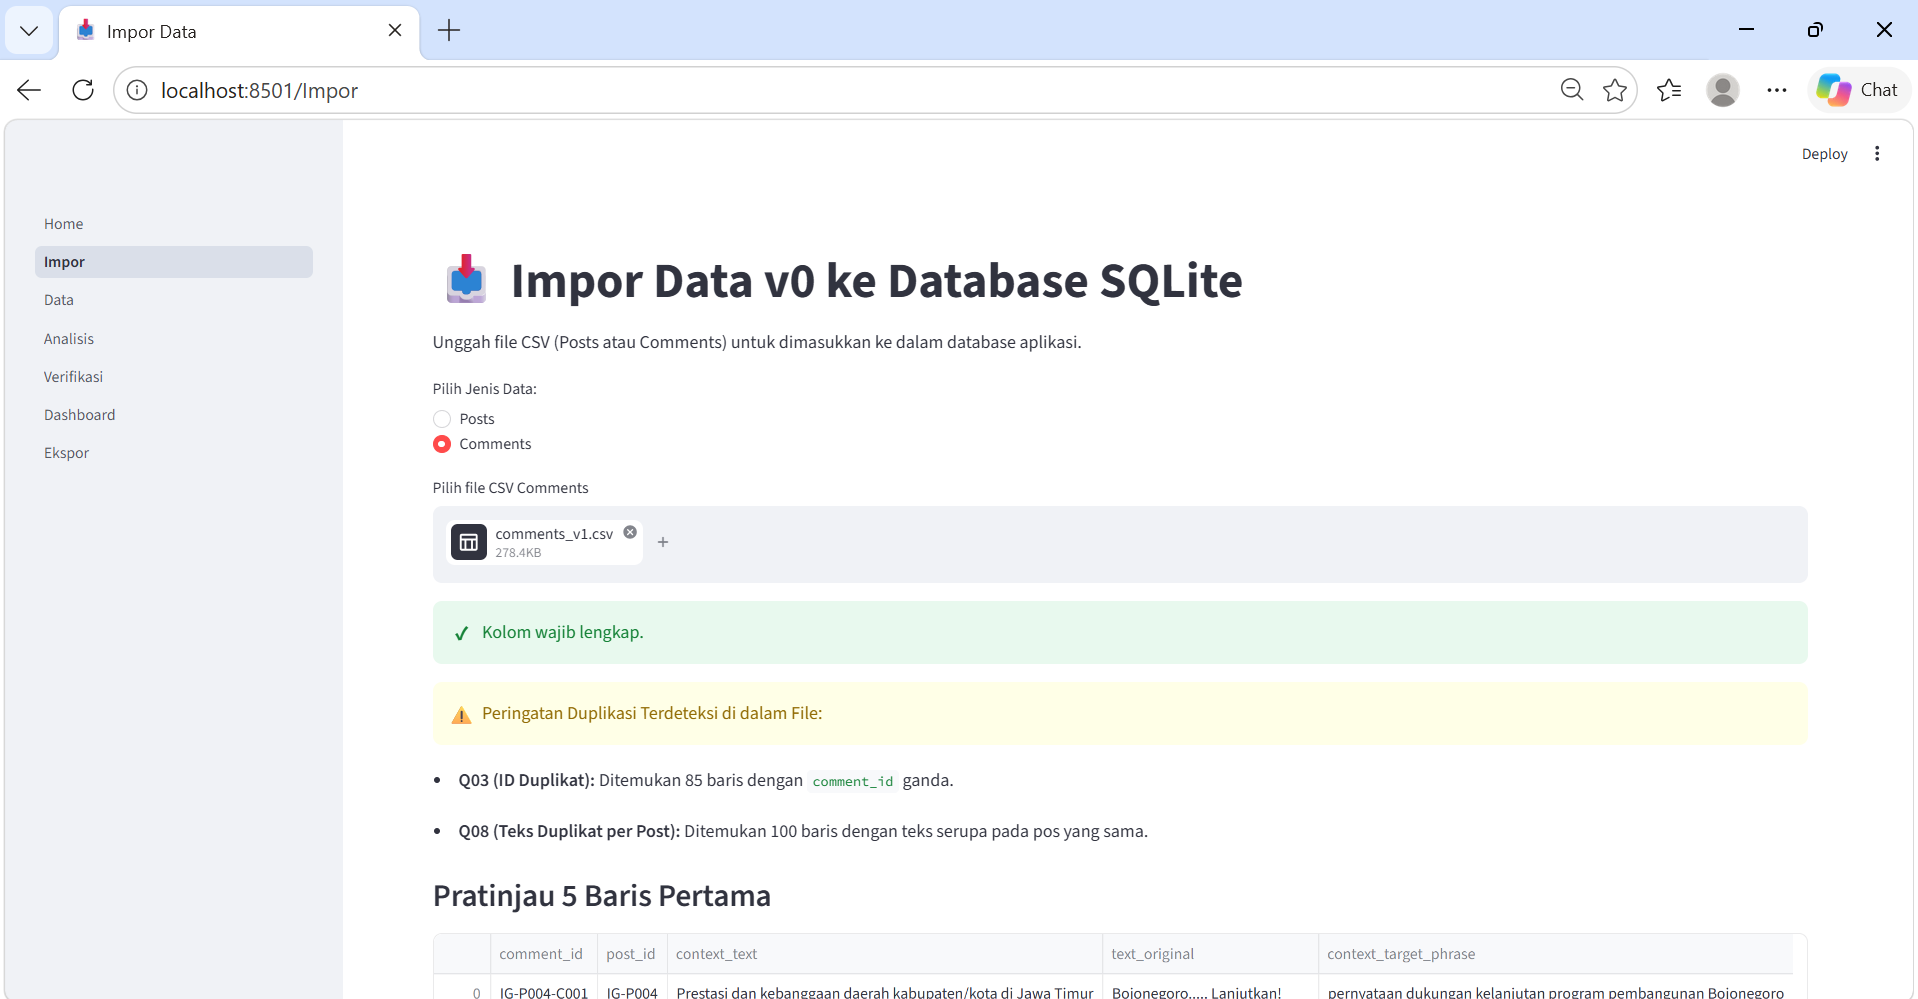 Impor Data
localhost:8501/Impor
Chat
Deploy
Home
Impor
Data
Analisis
Verifikasi
Dashboard
Ekspor
Impor Data v0 ke Database SQLite
Unggah file CSV (Posts atau Comments) untuk dimasukkan ke dalam database aplikasi.
Pilih Jenis Data:
Posts
Comments
Pilih file CSV Comments
comments_v1.csv
278.4KB
Kolom wajib lengkap.
Peringatan Duplikasi Terdeteksi di dalam File:
Q03 (ID Duplikat): Ditemukan 85 baris dengan comment_id ganda.
Q08 (Teks Duplikat per Post): Ditemukan 100 baris dengan teks serupa pada pos yang sama.
Pratinjau 5 Baris Pertama
comment_id post_id context_text text_original context_target_phrase
0 IG-P004-C001 IG-P004 Prestasi dan kebanggaan daerah kabupaten/kota di Jawa Timur Bojonegoro..... Lanjutkan! pernyataan dukungan kelanjutan program pembangunan Bojonegoro